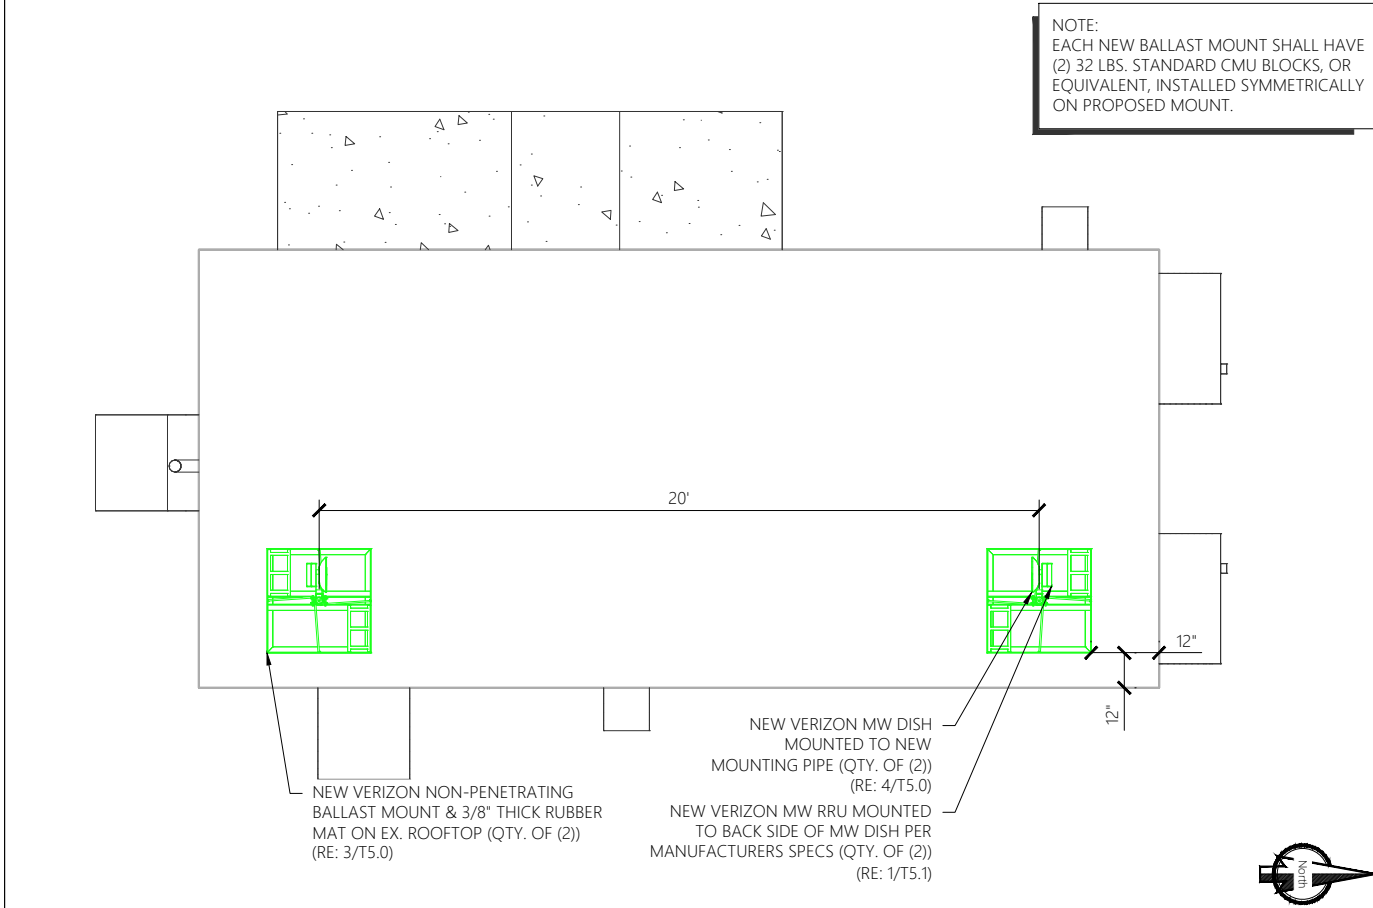 NOTE:
EACH NEW BALLAST MOUNT SHALL HAVE
(2) 32 LBS. STANDARD CMU BLOCKS, OR
EQUIVALENT, INSTALLED SYMMETRICALLY
ON PROPOSED MOUNT.
20'
12"
12"
NEW VERIZON MW DISH
MOUNTED TO NEW
MOUNTING PIPE (QTY. OF (2))
(RE: 4/T5.0)
NEW VERIZON NON-PENETRATING
BALLAST MOUNT & 3/8" THICK RUBBER
MAT ON EX. ROOFTOP (QTY. OF (2))
(RE: 3/T5.0)
NEW VERIZON MW RRU MOUNTED
TO BACK SIDE OF MW DISH PER
MANUFACTURERS SPECS (QTY. OF (2))
(RE: 1/T5.1)
North